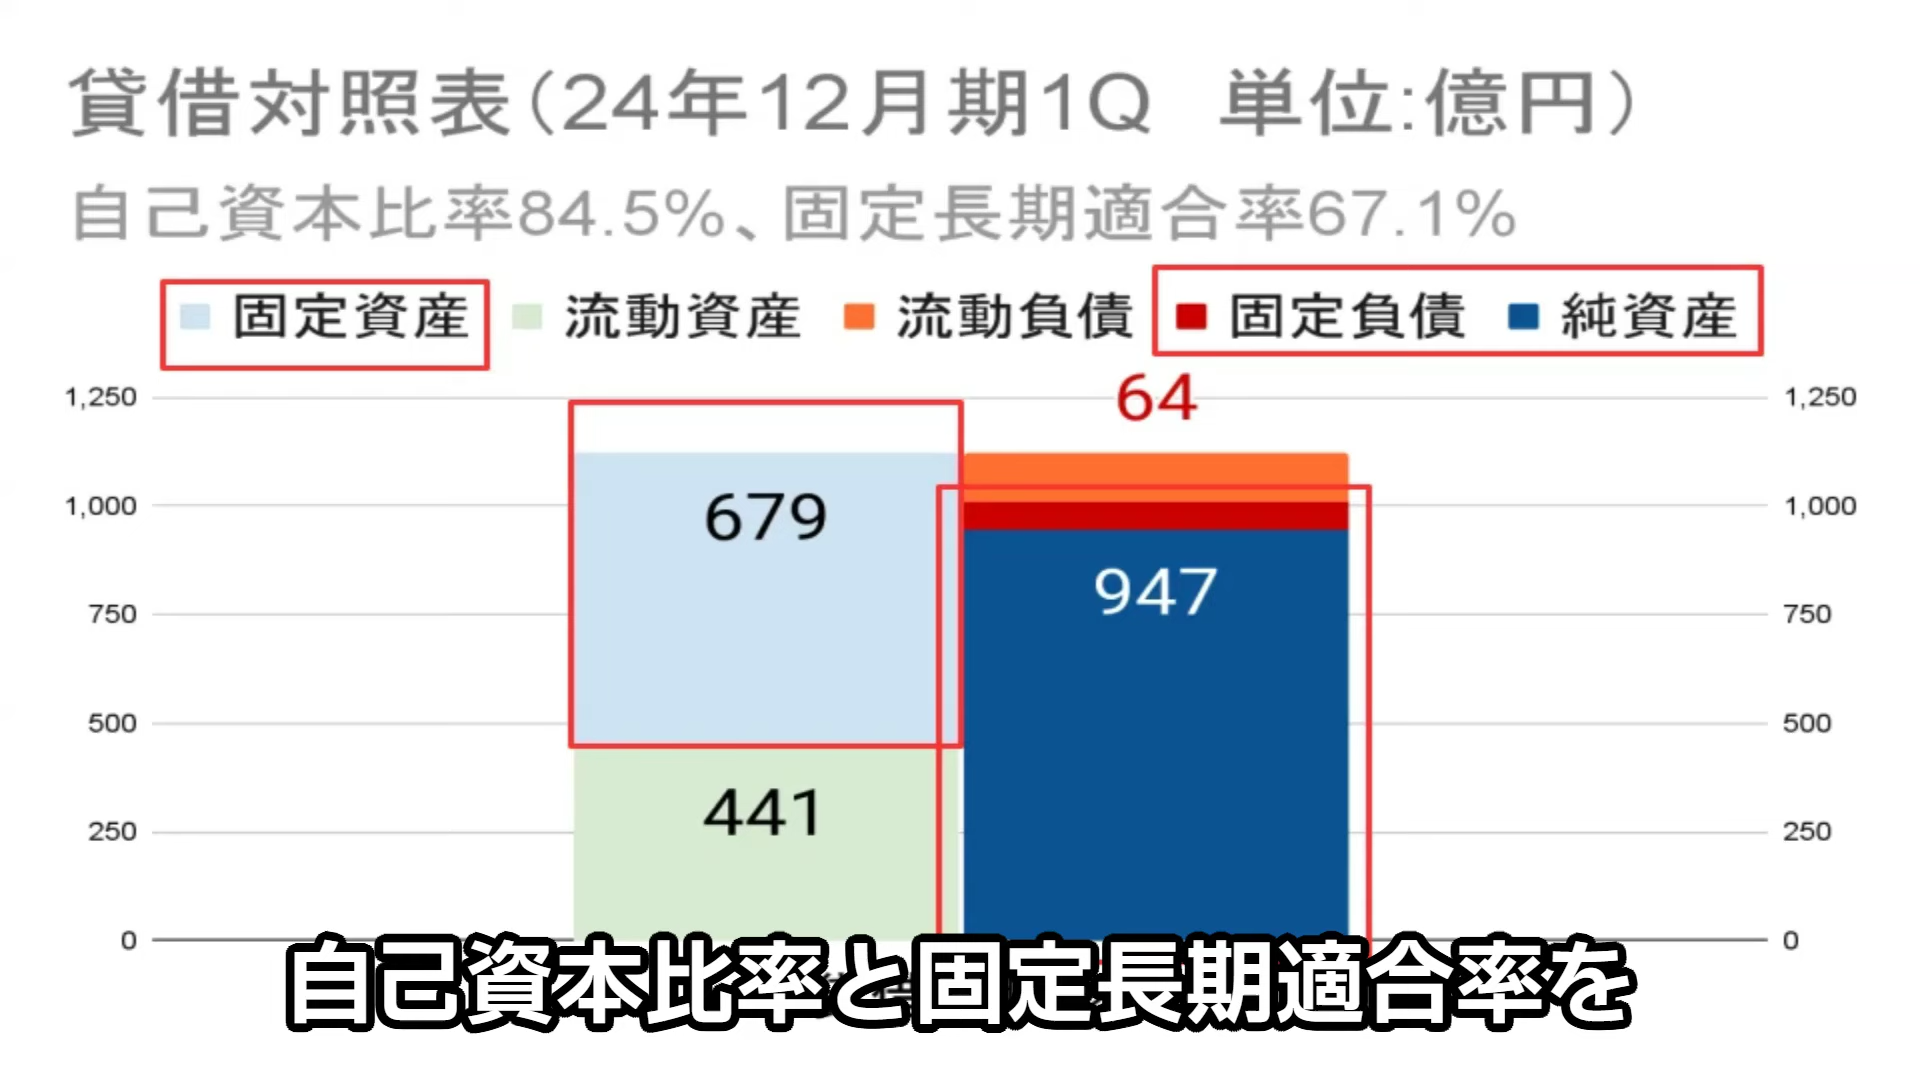 貸借対照表(24年12月期1Q　単位:億円)
自己資本比率84.5%、固定長期適合率67.1%
固定資産 流動資産 流動負債 固定負債 純資産
64
1,250 1,250
679
1,000 1,000
947
750 750
500 500
441
250 250
0 0
自己資本比率と固定長期適合率を